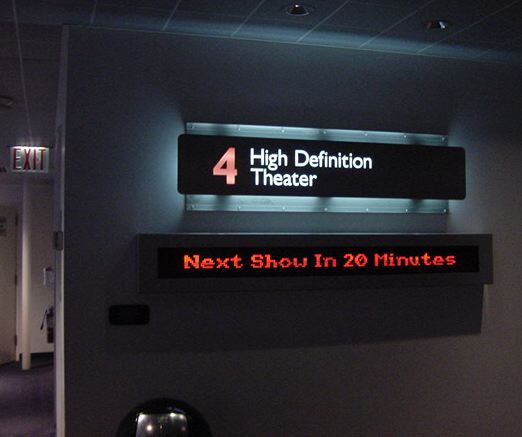 EXIT
4 High Definition
Theater
Next Show In 20 Minutes